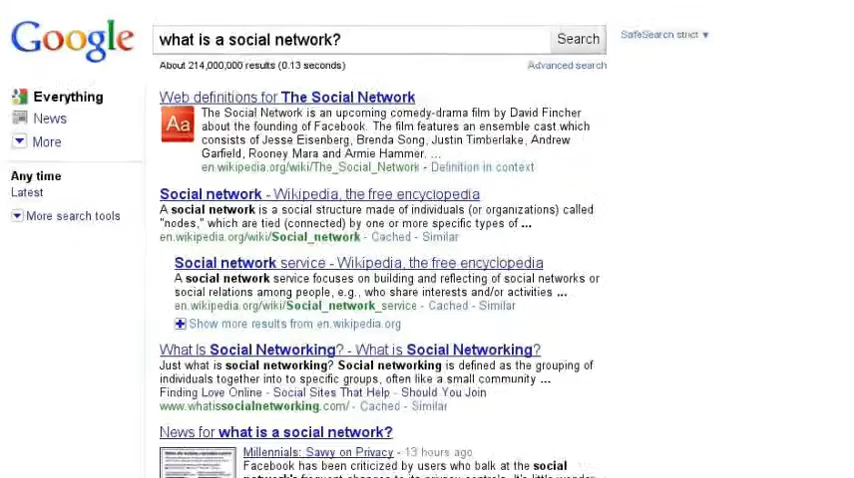 Google
what is a social network?
Search
SafeSearch strict ▼
About 214,000,000 results (0.13 seconds)
Advanced search
Everything
News
More
Any time
Latest
More search tools
Web definitions for The Social Network
Aa
The Social Network is an upcoming comedy-drama film by David Fincher
about the founding of Facebook. The film features an ensemble cast which
consists of Jesse Eisenberg, Brenda Song, Justin Timberlake, Andrew
Garfield, Rooney Mara and Armie Hammer. ...
en.wikipedia.org/wiki/The_Social_Network - Definition in context
Social network - Wikipedia, the free encyclopedia
A social network is a social structure made of individuals (or organizations) called
"nodes," which are tied (connected) by one or more specific types of ...
en.wikipedia.org/wiki/Social_network - Cached - Similar
Social network service - Wikipedia, the free encyclopedia
A social network service focuses on building and reflecting of social networks or
social relations among people, e.g., who share interests and/or activities ...
en.wikipedia.org/wiki/Social_network_service - Cached - Similar
Show more results from en.wikipedia.org
What Is Social Networking? - What is Social Networking?
Just what is social networking? Social networking is defined as the grouping of
individuals together into to specific groups, often like a small community ...
Finding Love Online - Social Sites That Help - Should You Join
www.whatissocialnetworking.com/ - Cached - Similar
News for what is a social network?
Millennials: Savvy on Privacy - 13 hours ago
Facebook has been criticized by users who balk at the social